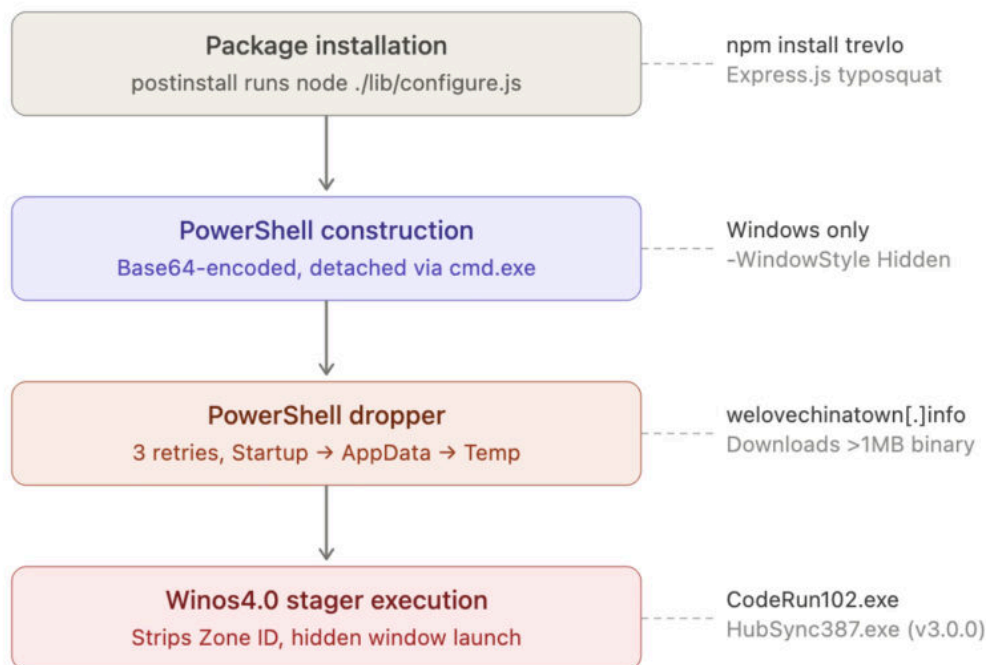 Package installation
postinstall runs node ./lib/configure.js
npm install trevlo
Express.js typosquat
PowerShell construction
Base64-encoded, detached via cmd.exe
Windows only
-WindowStyle Hidden
PowerShell dropper
3 retries, Startup → AppData → Temp
welovechinatown[.]info
Downloads >1MB binary
Winos4.0 stager execution
Strips Zone ID, hidden window launch
CodeRun102.exe
HubSync387.exe (v3.0.0)